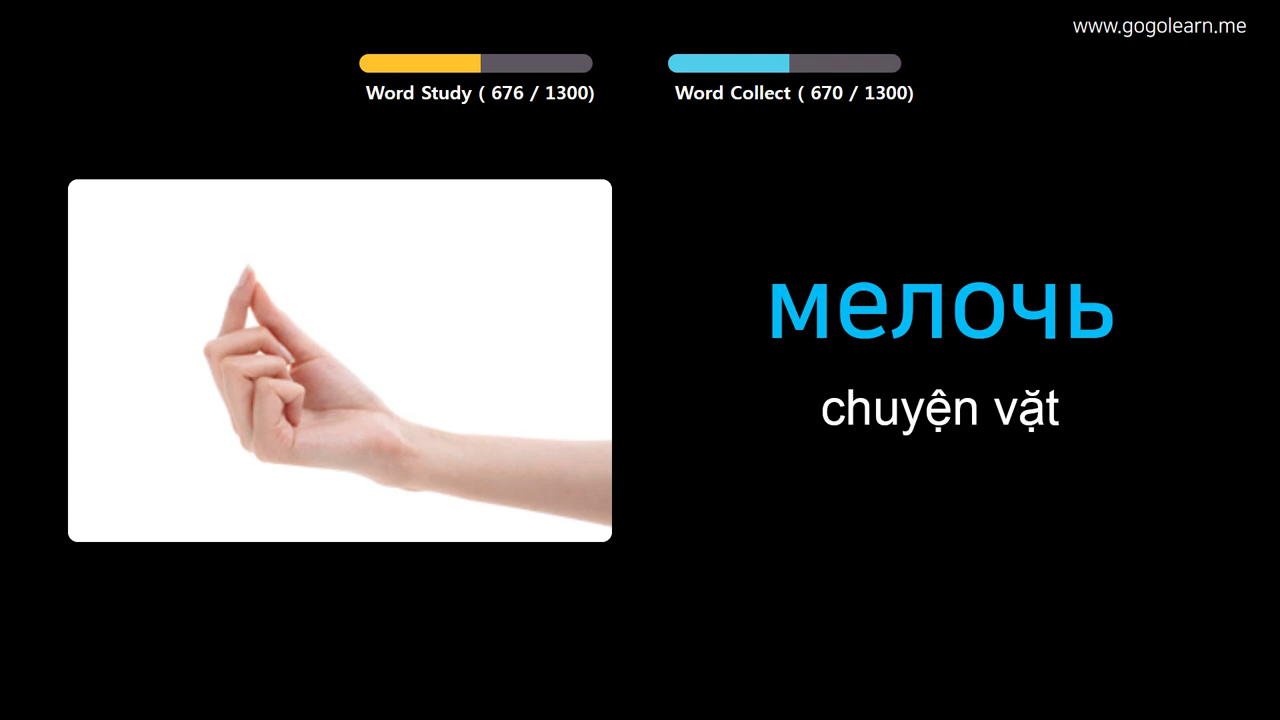 www.gogolearn.me
Word Study ( 676 / 1300)
Word Collect ( 670 / 1300)
мелочь
chuyện vặt